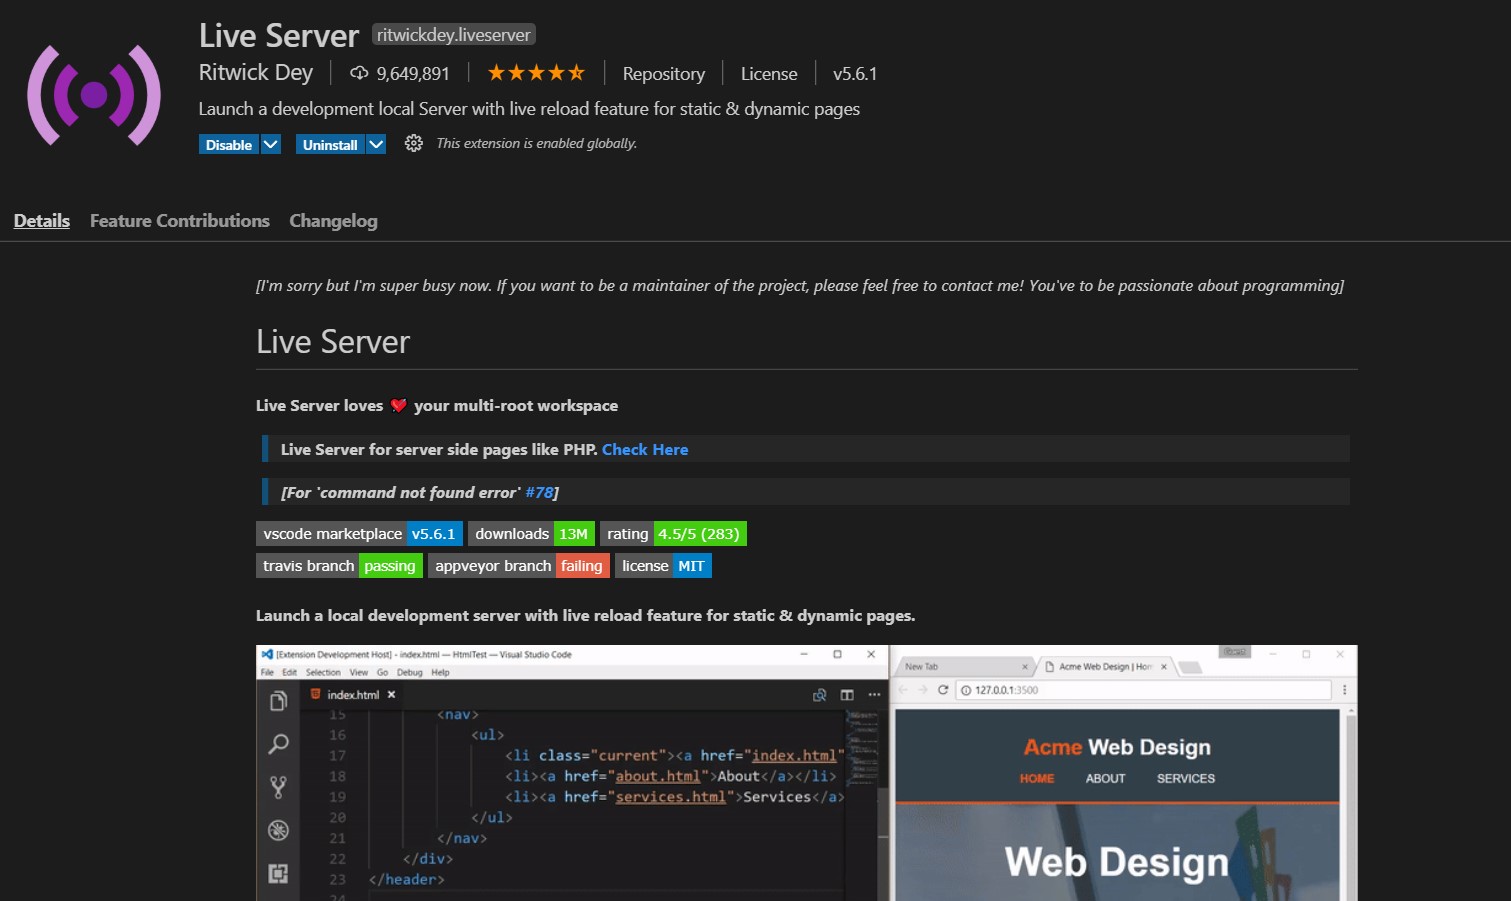 Live Server ritwickdey.liveserver
Ritwick Dey 9,649,891 Repository License v5.6.1
Launch a development local Server with live reload feature for static & dynamic pages
Disable Uninstall This extension is enabled globally.
Details Feature Contributions Changelog
[I'm sorry but I'm super busy now. If you want to be a maintainer of the project, please feel free to contact me! You've to be passionate about programming]
Live Server
Live Server loves your multi-root workspace
Live Server for server side pages like PHP. Check Here
[For `command not found error` #78]
vscode marketplace v5.6.1 downloads 13M rating 4.5/5 (283)
travis branch passing appveyor branch failing license MIT
Launch a local development server with live reload feature for static & dynamic pages.
[Extension Development Host] - index.html — HtmlTest — Visual Studio Code
File Edit Selection View Go Debug Help
index.html
15 <nav>
16 <ul>
17 <li class="current"><a href="index.html"
18 <li><a href="about.html">About</a></li>
19 <li><a href="services.html">Services</a>
20 </ul>
21 </nav>
22 </div>
23 </header>
24
Guest
New Tab Acme Web Design | Hom
127.0.0.1:3500
Acme Web Design
HOME ABOUT SERVICES
Web Design